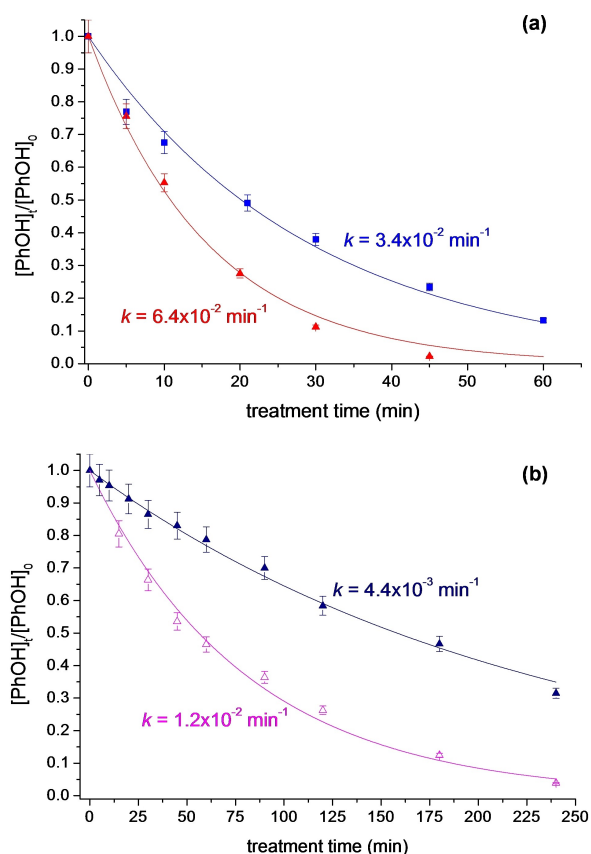 (a)
1.0
0.9
0.8
0.7
0.6
0.5
0.4
0.3
0.2
0.1
0.0
[PhOH]t/[PhOH]0
k = 3.4x10⁻² min⁻¹
k = 6.4x10⁻² min⁻¹
0 10 20 30 40 50 60
treatment time (min)
(b)
1.0
0.9
0.8
0.7
0.6
0.5
0.4
0.3
0.2
0.1
0.0
[PhOH]t/[PhOH]0
k = 4.4x10⁻³ min⁻¹
k = 1.2x10⁻² min⁻¹
0 25 50 75 100 125 150 175 200 225 250
treatment time (min)